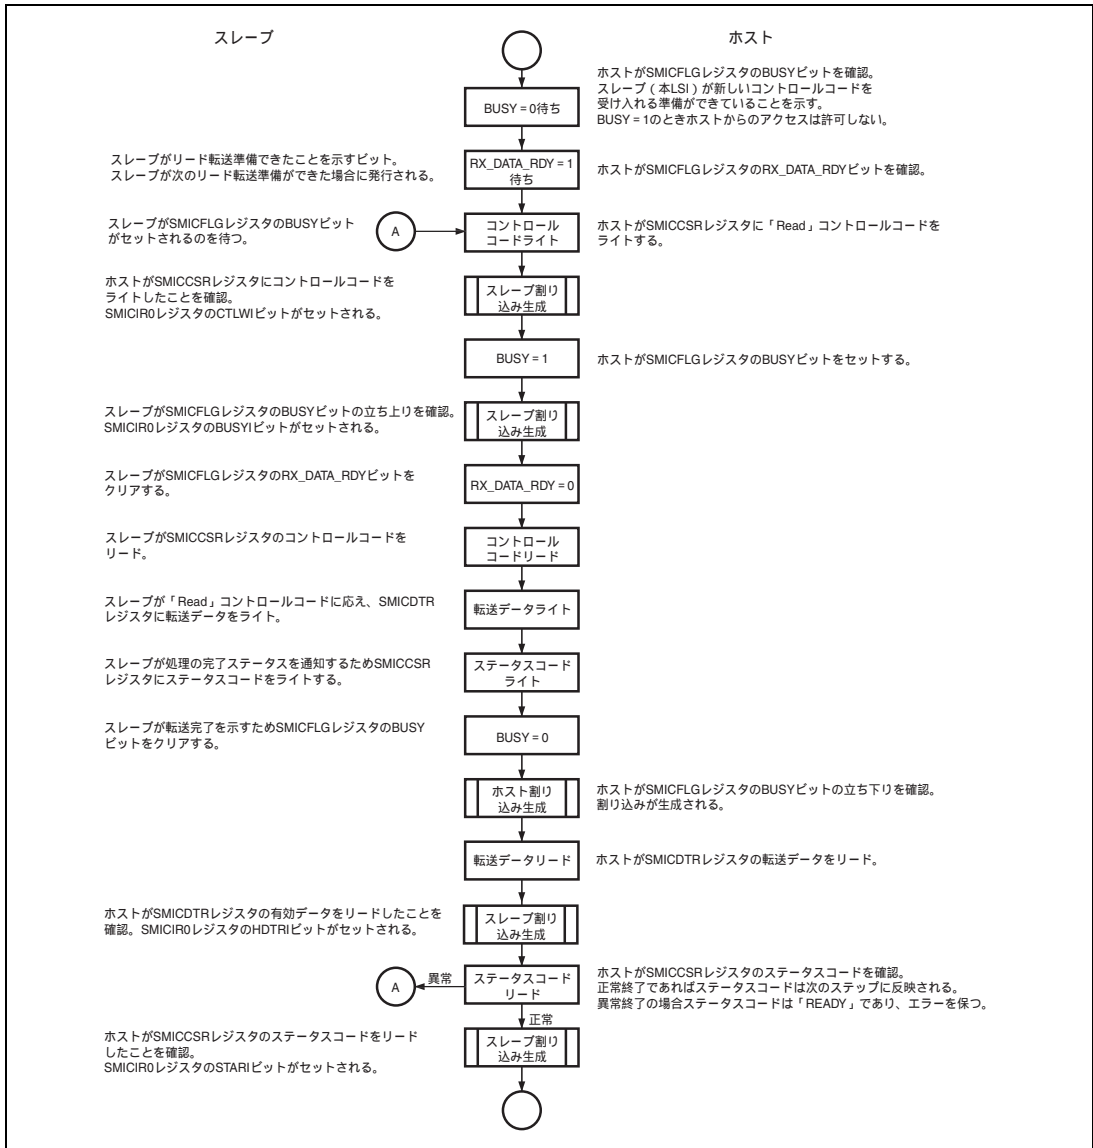 スレーブ
ホスト
ホストがSMICFLGレジスタのBUSYビットを確認。
スレーブ（本LSI）が新しいコントロールコードを
受け入れる準備ができていることを示す。
BUSY = 1のときホストからのアクセスは許可しない。
BUSY = 0待ち
スレーブがリード転送準備できたことを示すビット。
スレーブが次のリード転送準備ができた場合に発行される。
RX_DATA_RDY = 1
待ち
ホストがSMICFLGレジスタのRX_DATA_RDYビットを確認。
スレーブがSMICFLGレジスタのBUSYビット
がセットされるのを待つ。
A
コントロール
コードライト
ホストがSMICCSRレジスタに「Read」コントロールコードを
ライトする。
ホストがSMICCSRレジスタにコントロールコードを
ライトしたことを確認。
SMICIR0レジスタのCTLWIビットがセットされる。
スレーブ割り
込み生成
BUSY = 1
ホストがSMICFLGレジスタのBUSYビットをセットする。
スレーブがSMICFLGレジスタのBUSYビットの立ち上りを確認。
SMICIR0レジスタのBUSYIビットがセットされる。
スレーブ割り
込み生成
スレーブがSMICFLGレジスタのRX_DATA_RDYビットを
クリアする。
RX_DATA_RDY = 0
スレーブがSMICCSRレジスタのコントロールコードを
リード。
コントロール
コードリード
スレーブが「Read」コントロールコードに応え、SMICDTR
レジスタに転送データをライト。
転送データライト
スレーブが処理の完了ステータスを通知するためSMICCSR
レジスタにステータスコードをライトする。
ステータスコード
ライト
スレーブが転送完了を示すためSMICFLGレジスタのBUSY
ビットをクリアする。
BUSY = 0
ホスト割り
込み生成
ホストがSMICFLGレジスタのBUSYビットの立ち下りを確認。
割り込みが生成される。
転送データリード
ホストがSMICDTRレジスタの転送データをリード。
ホストがSMICDTRレジスタの有効データをリードしたことを
確認。SMICIR0レジスタのHDTRIビットがセットされる。
スレーブ割り
込み生成
A
異常
ステータスコード
リード
ホストがSMICCSRレジスタのステータスコードを確認。
正常終了であればステータスコードは次のステップに反映される。
異常終了の場合ステータスコードは「READY」であり、エラーを保つ。
正常
ホストがSMICCSRレジスタのステータスコードをリード
したことを確認。
SMICIR0レジスタのSTARIビットがセットされる。
スレーブ割り
込み生成